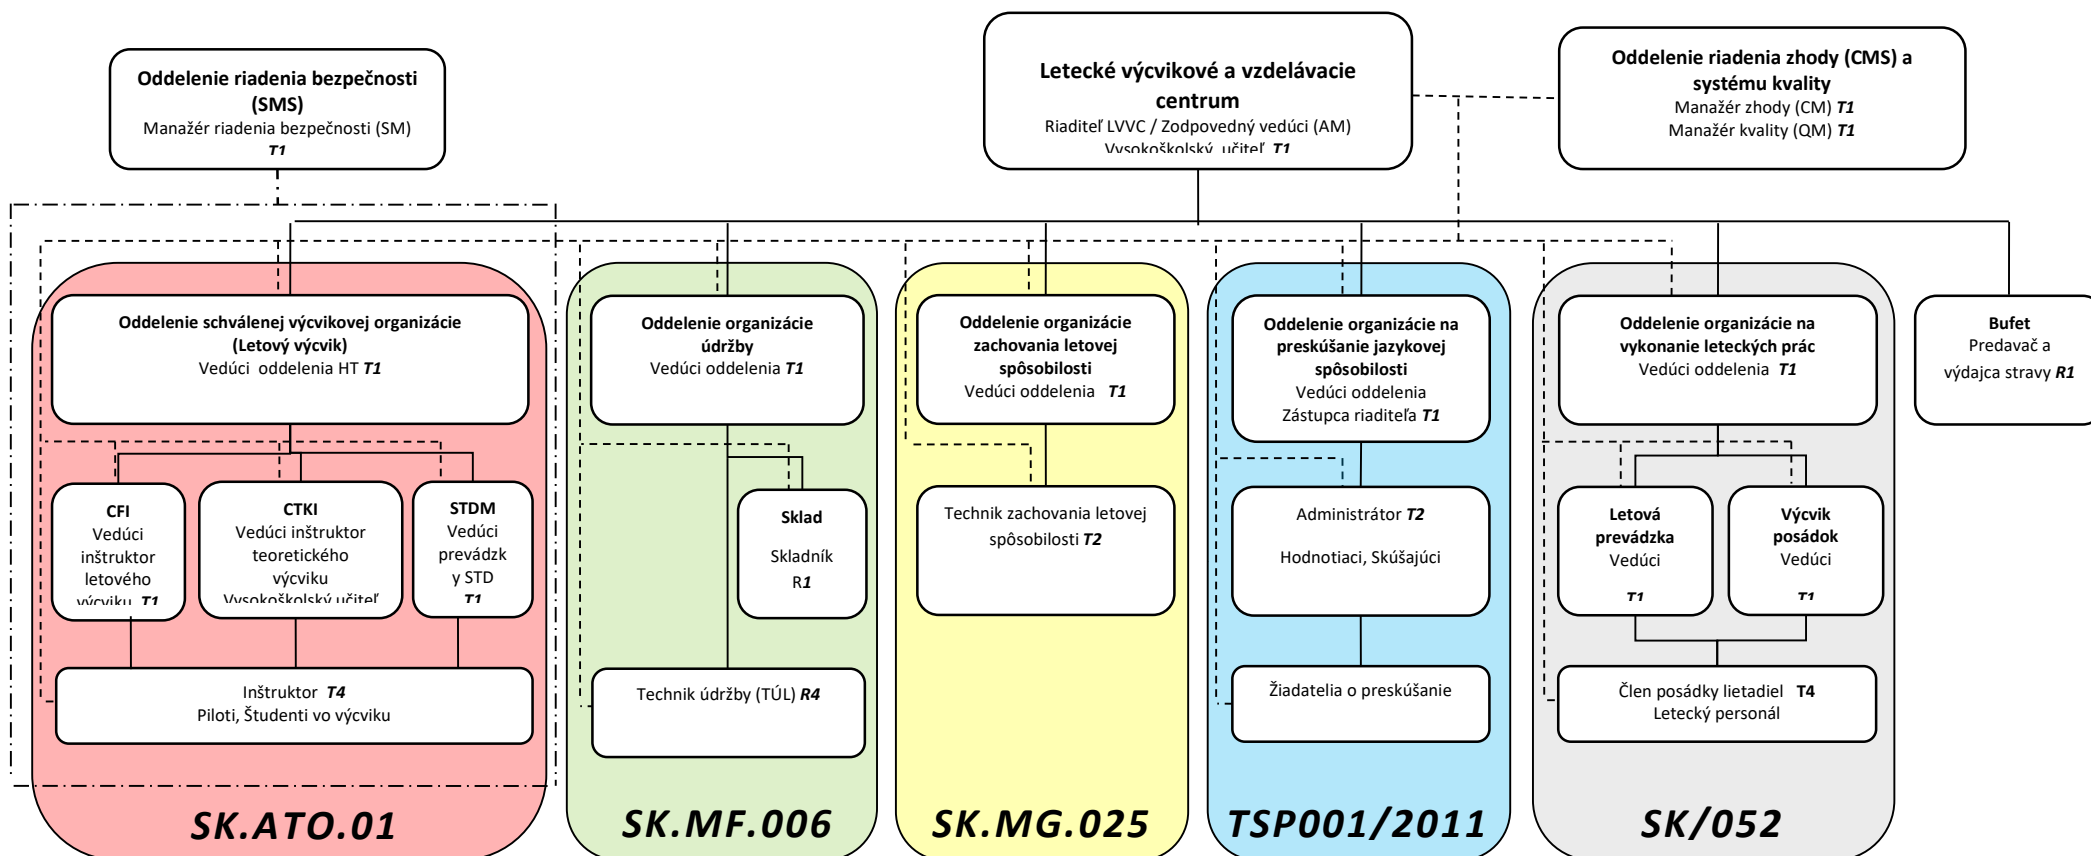 Oddelenie riadenia bezpečnosti
(SMS)
Manažér riadenia bezpečnosti (SM)
T1
Letecké výcvikové a vzdelávacie
centrum
Riaditeľ LVVC / Zodpovedný vedúci (AM)
Vysokoškolský učiteľ T1
Oddelenie riadenia zhody (CMS) a
systému kvality
Manažér zhody (CM) T1
Manažér kvality (QM) T1
Oddelenie schválenej výcvikovej organizácie
(Letový výcvik)
Vedúci oddelenia HT T1
Oddelenie organizácie
údržby
Vedúci oddelenia T1
Oddelenie organizácie
zachovania letovej
spôsobilosti
Vedúci oddelenia T1
Oddelenie organizácie na
preskúšanie jazykovej
spôsobilosti
Vedúci oddelenia
Zástupca riaditeľa T1
Oddelenie organizácie na
vykonanie leteckých prác
Vedúci oddelenia T1
Bufet
Predavač a
výdajca stravy R1
CFI
Vedúci
inštruktor
letového
výcviku T1
CTKI
Vedúci inštruktor
teoretického
výcviku
Vysokoškolský učiteľ
STDM
Vedúci
prevádzk
y STD
T1
Sklad
Skladník
R1
Technik zachovania letovej
spôsobilosti T2
Administrátor T2
Hodnotiaci, Skúšajúci
Letová
prevádzka
Vedúci
T1
Výcvik
posádok
Vedúci
T1
Inštruktor T4
Piloti, Študenti vo výcviku
Technik údržby (TÚL) R4
Žiadatelia o preskúšanie
Člen posádky lietadiel T4
Letecký personál
SK.ATO.01
SK.MF.006
SK.MG.025
TSP001/2011
SK/052